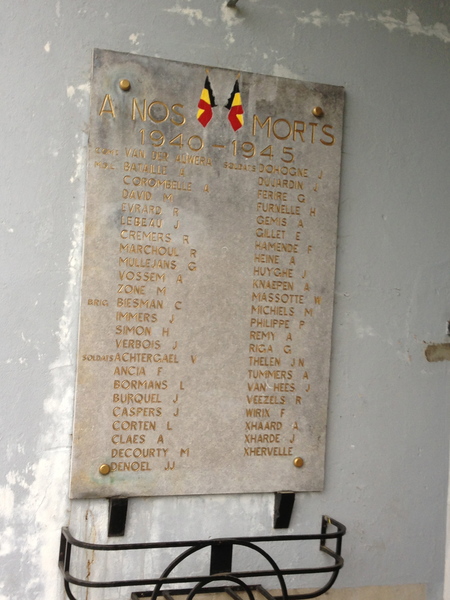 A NOS MORTS
1940-1945
VAN DER AUWERA
BATAILLE A
COROMBELLE A
DAVID M
EVRARD R
LEBEAU J
CREMERS R
MARCHOUL R
MULLEJANS G
VOSSEM A
ZONE M
BRIG. BIESMAN C
IMMERS J
SIMON H
VERBOIS J
SOLDATS ACHTERGAEL V
ANCIA F
BORMANS L
BURQUEL J
CASPERS J
CORTEN L
CLAES A
DECOURTY M
DENOEL JJ
SOLDATS DOHOGNE J
DUJARDIN A
FERIRE G
FURNELLE H
GEMIS A
GILLET E
HAMENDE F
HEINE A
HUYGHE J
KNAEPEN A
MASSOTTE W
MICHIELS M
PHILIPPE P
REMY A
RIGA G
THELEN JN
TUMMERS A
VAN HEES J
VEEZELS R
WIRIX F
XHAARD A
XHARDE J
XHERVELLE